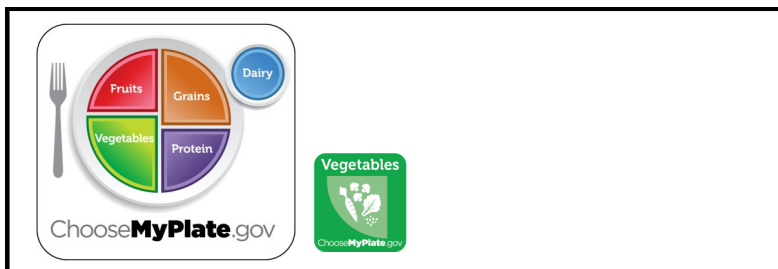 Fruits
Grains
Dairy
Vegetables
Protein
ChooseMyPlate.gov
Vegetables
ChooseMyPlate.gov